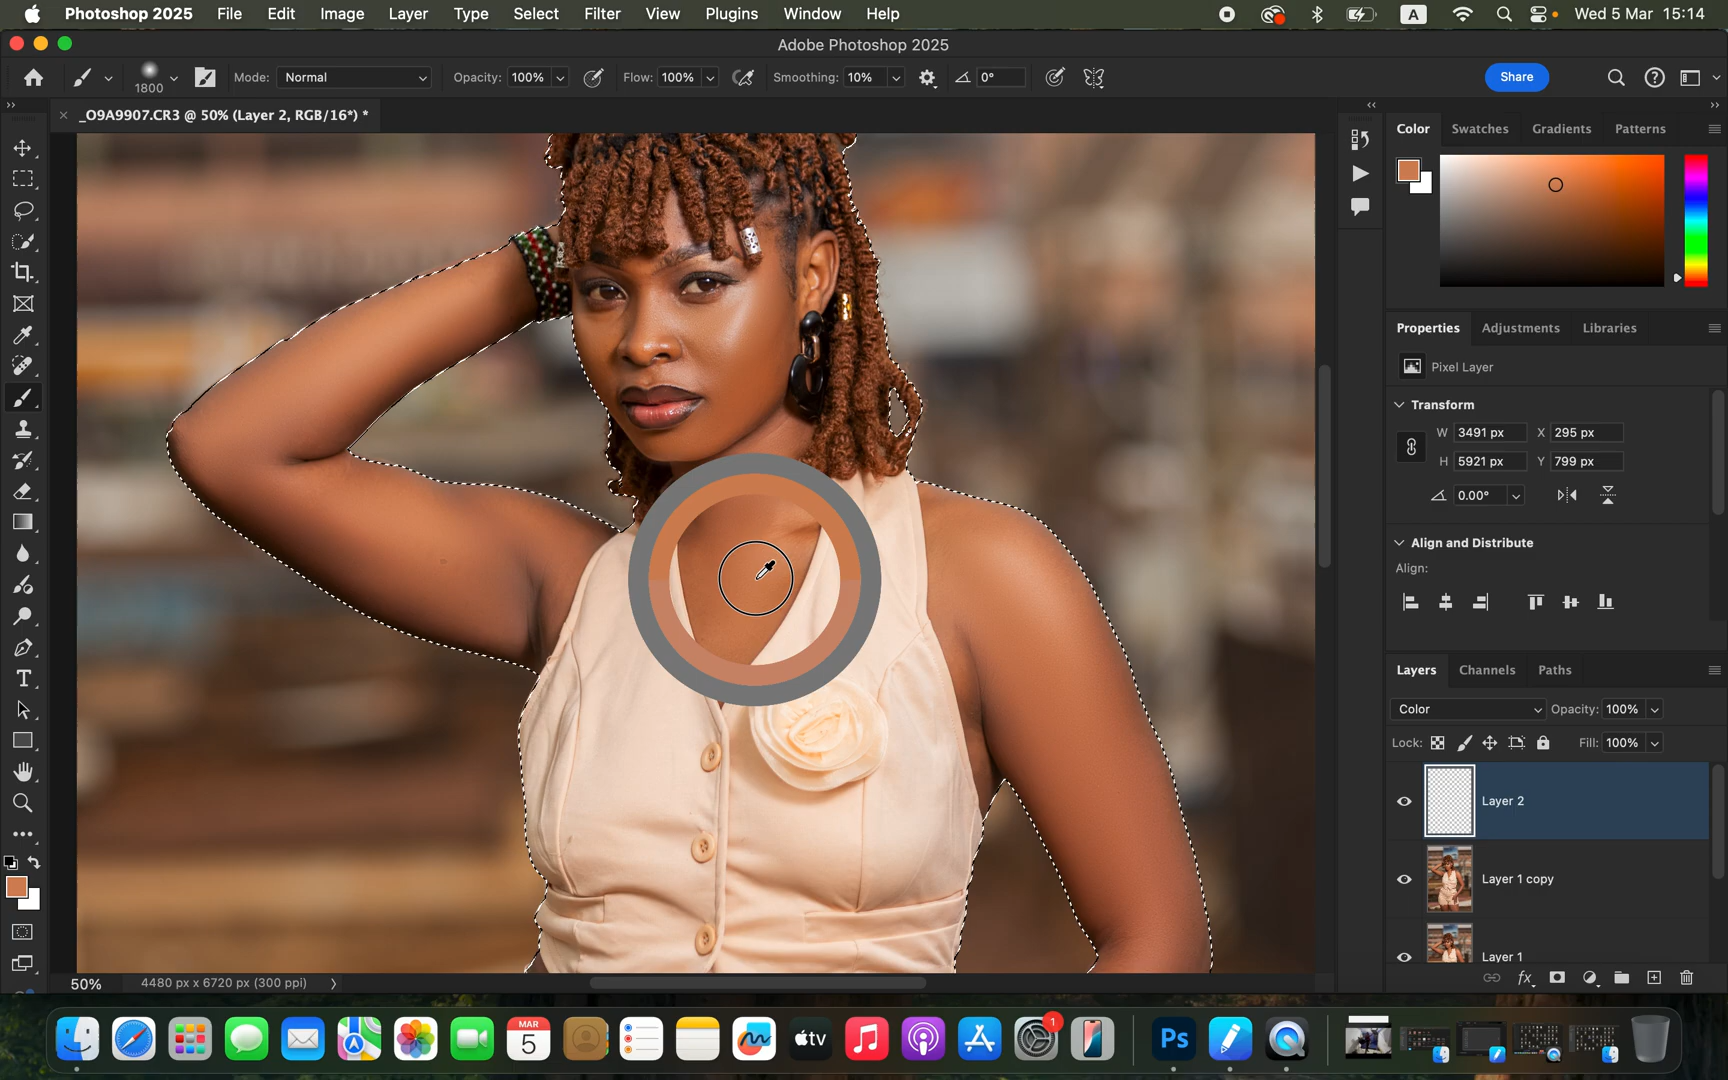 Photoshop 2025 File Edit Image Layer Type Select Filter View Plugins Window Help A Wed 5 Mar 15:14
Adobe Photoshop 2025
1800 Mode: Normal Opacity: 100% Flow: 100% Smoothing: 10% 0° Share
_O9A9907.CR3 @ 50% (Layer 2, RGB/16*) *
Color Swatches Gradients Patterns
Properties Adjustments Libraries
Pixel Layer
Transform
W 3491 px X 295 px
H 5921 px Y 799 px
0.00°
Align and Distribute
Align:
Layers Channels Paths
Color Opacity: 100%
Lock: Fill: 100%
Layer 2
Layer 1 copy
Layer 1
fx
50% 4480 px x 6720 px (300 ppi)
MAR
5
tv
1
Ps